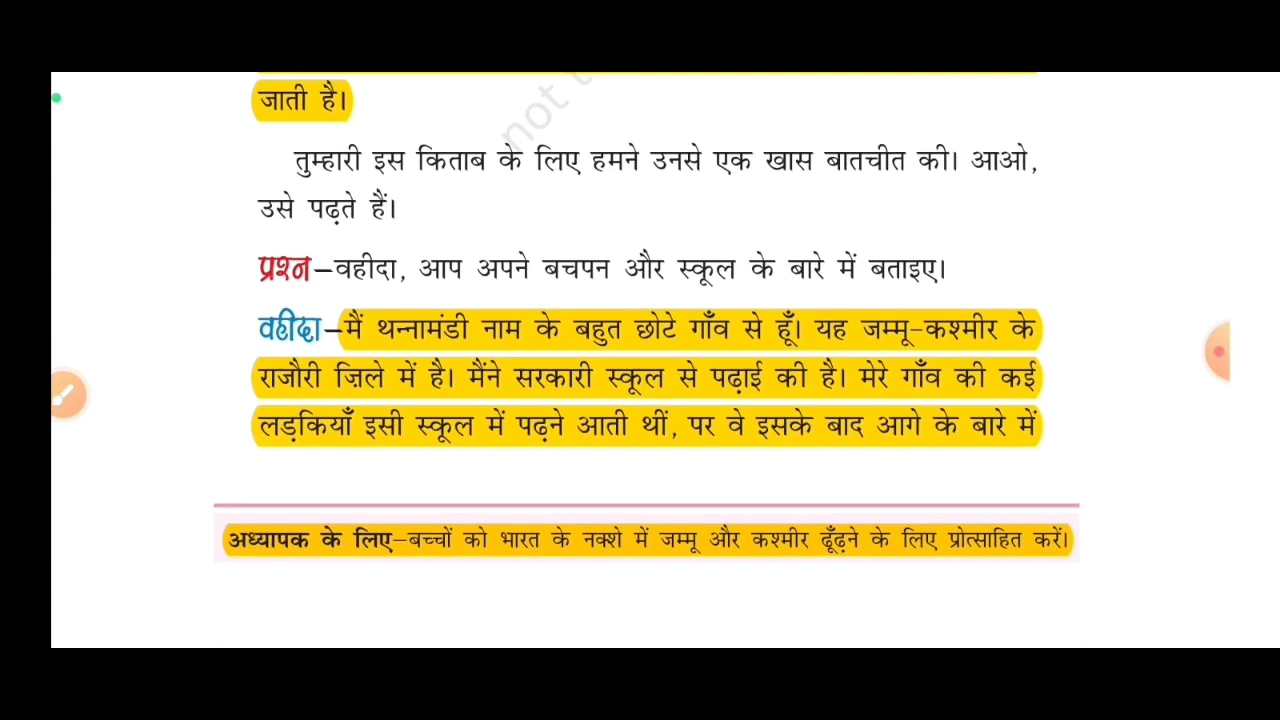 जाती है।
not
तुम्हारी इस किताब के लिए हमने उनसे एक खास बातचीत की। आओ,
उसे पढ़ते हैं।
प्रश्न–वहीदा, आप अपने बचपन और स्कूल के बारे में बताइए।
वहीदा–मैं थन्नामंडी नाम के बहुत छोटे गाँव से हूँ। यह जम्मू-कश्मीर के
राजौरी ज़िले में है। मैंने सरकारी स्कूल से पढ़ाई की है। मेरे गाँव की कई
लड़कियाँ इसी स्कूल में पढ़ने आती थीं, पर वे इसके बाद आगे के बारे में
अध्यापक के लिए–बच्चों को भारत के नक्शे में जम्मू और कश्मीर ढूँढ़ने के लिए प्रोत्साहित करें।